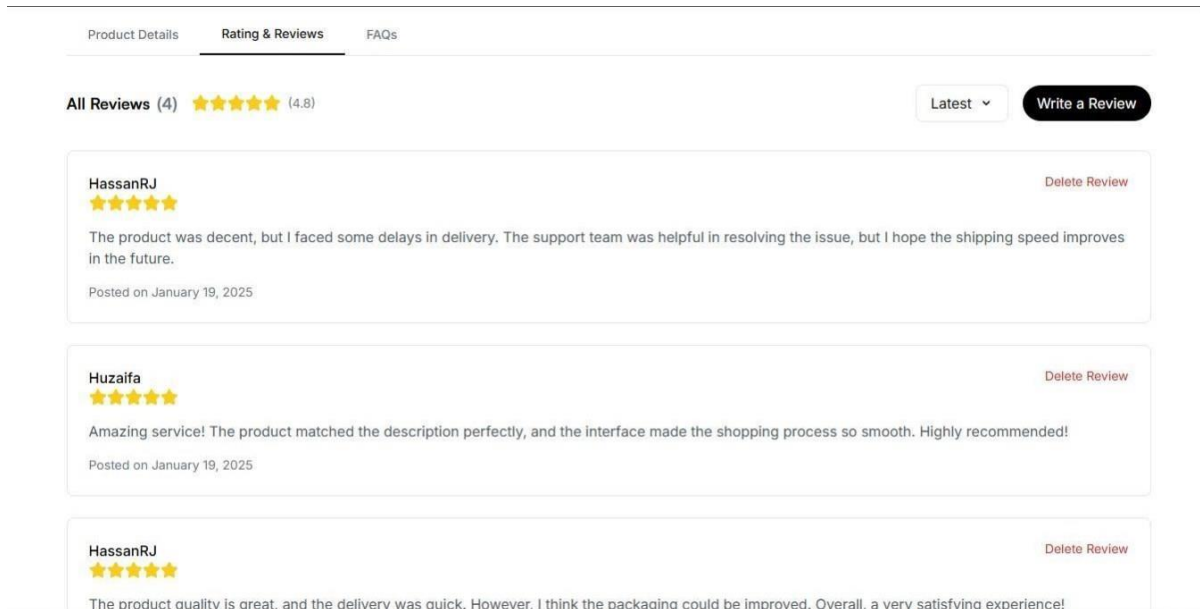 Product Details Rating & Reviews FAQs
All Reviews (4) (4.8) Latest Write a Review
HassanRJ Delete Review
The product was decent, but I faced some delays in delivery. The support team was helpful in resolving the issue, but I hope the shipping speed improves
in the future.
Posted on January 19, 2025
Huzaifa Delete Review
Amazing service! The product matched the description perfectly, and the interface made the shopping process so smooth. Highly recommended!
Posted on January 19, 2025
HassanRJ Delete Review
The product quality is great, and the delivery was quick. However, I think the packaging could be improved. Overall, a very satisfying experience!